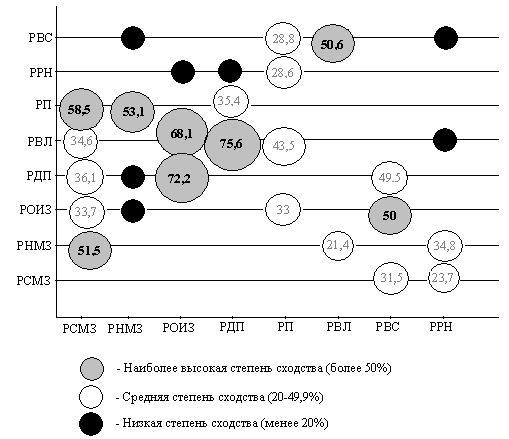 РВС 28,8 50,6
РРН 28,6
РП 58,5 53,1 35,4
РВЛ 34,6 68,1 75,6 43,5
РДП 36,1 72,2 49.5
РОИЗ 33,7 33 50
РНМЗ 51,5 21,4 34,8
РСМЗ 31,5 23,7
РСМЗ РНМЗ РОИЗ РДП РП РВЛ РВС РРН
- Наиболее высокая степень сходства (более 50%)
- Средняя степень сходства (20-49,9%)
- Низкая степень сходства (менее 20%)